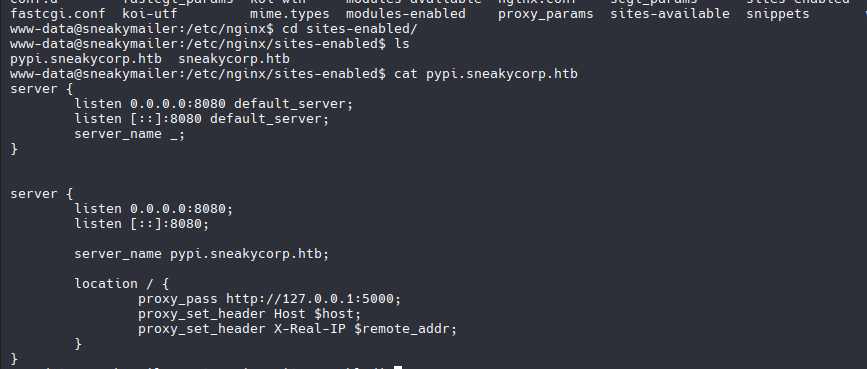 fastcgi.conf  koi-utf         mime.types  modules-enabled    proxy_params  sites-available  snippets
www-data@sneakymailer:/etc/nginx$ cd sites-enabled/
www-data@sneakymailer:/etc/nginx/sites-enabled$ ls
pypi.sneakycorp.htb  sneakycorp.htb
www-data@sneakymailer:/etc/nginx/sites-enabled$ cat pypi.sneakycorp.htb
server {
        listen 0.0.0.0:8080 default_server;
        listen [::]:8080 default_server;
        server_name _;
}
server {
        listen 0.0.0.0:8080;
        listen [::]:8080;
        server_name pypi.sneakycorp.htb;
        location / {
                proxy_pass http://127.0.0.1:5000;
                proxy_set_header Host $host;
                proxy_set_header X-Real-IP $remote_addr;
        }
}